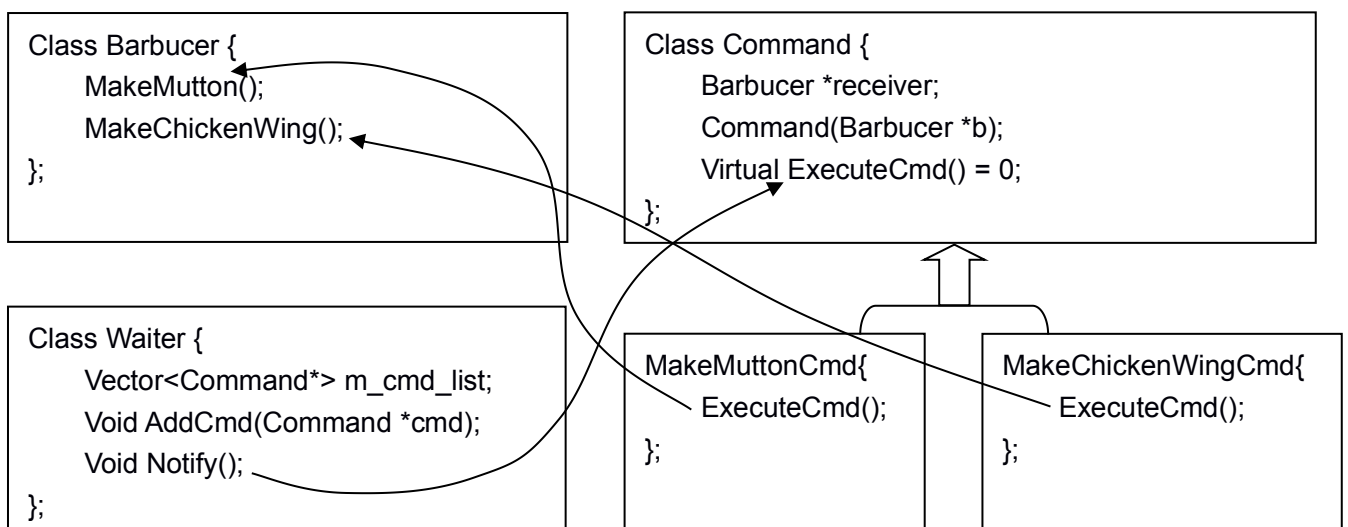 Class Barbucer {
MakeMutton();
MakeChickenWing();
};
Class Command {
Barbucer *receiver;
Command(Barbucer *b);
Virtual ExecuteCmd() = 0;
};
Class Waiter {
Vector<Command*> m_cmd_list;
Void AddCmd(Command *cmd);
Void Notify();
};
MakeMuttonCmd{
ExecuteCmd();
};
MakeChickenWingCmd{
ExecuteCmd();
};